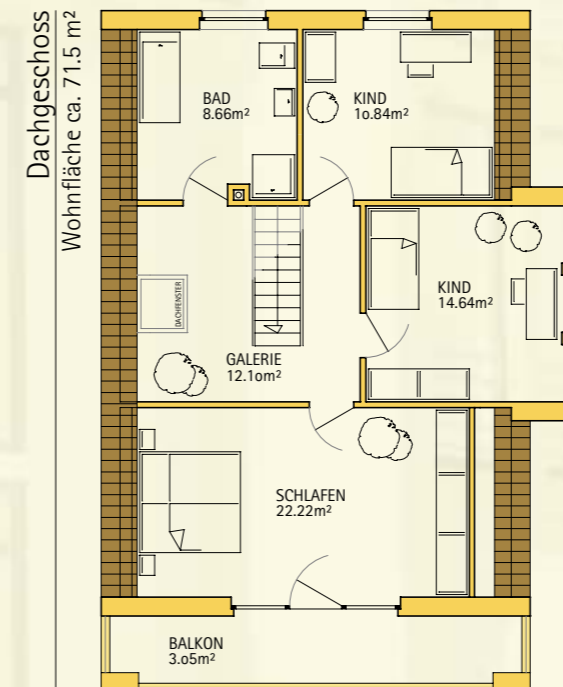 Dachgeschoss
Wohnfläche ca. 71.5 m²
BAD
8.66m²
KIND
1o.84m²
KIND
14.64m²
DACHFENSTER
GALERIE
12.1om²
SCHLAFEN
22.22m²
BALKON
3.o5m²